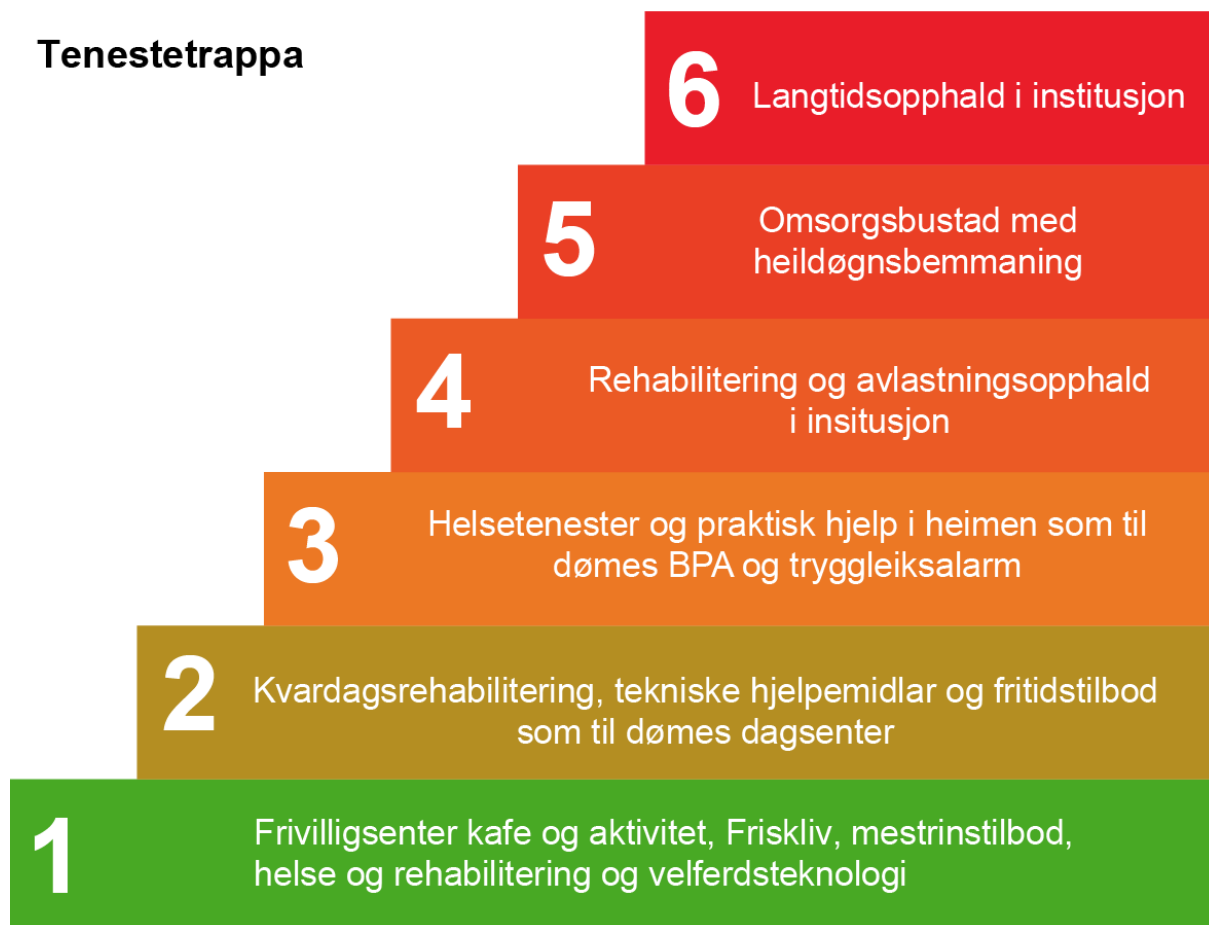 Tenestetrappa
6 Langtidsopphald i institusjon
5 Omsorgsbustad med
heildøgnsbemmaning
4 Rehabilitering og avlastningsopphald
i insitusjon
3 Helsetenester og praktisk hjelp i heimen som til
dømes BPA og tryggleiksalarm
2 Kvardagsrehabilitering, tekniske hjelpemidlar og fritidstilbod
som til dømes dagsenter
1 Frivilligsenter kafe og aktivitet, Friskliv, mestrinstilbod,
helse og rehabilitering og velferdsteknologi